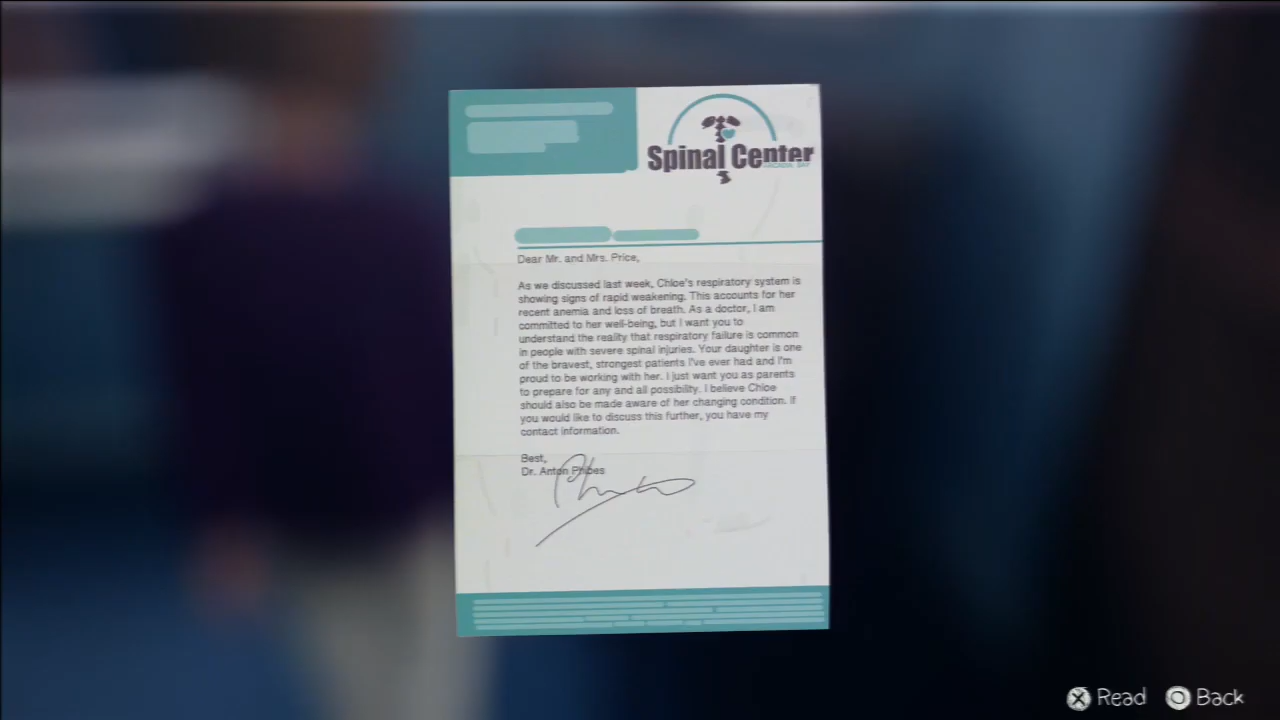 Spinal Center
ARCADIA BAY
Dear Mr. and Mrs. Price,
As we discussed last week, Chloe's respiratory system is
showing signs of rapid weakening. This accounts for her
recent anemia and loss of breath. As a doctor, I am
committed to her well-being, but I want you to
understand the reality that respiratory failure is common
in people with severe spinal injuries. Your daughter is one
of the bravest, strongest patients I've ever had and I'm
proud to be working with her. I just want you as parents
to prepare for any and all possibility. I believe Chloe
should also be made aware of her changing condition. If
you would like to discuss this further, you have my
contact information.
Best,
Dr. Anton Phibes
Read
Back